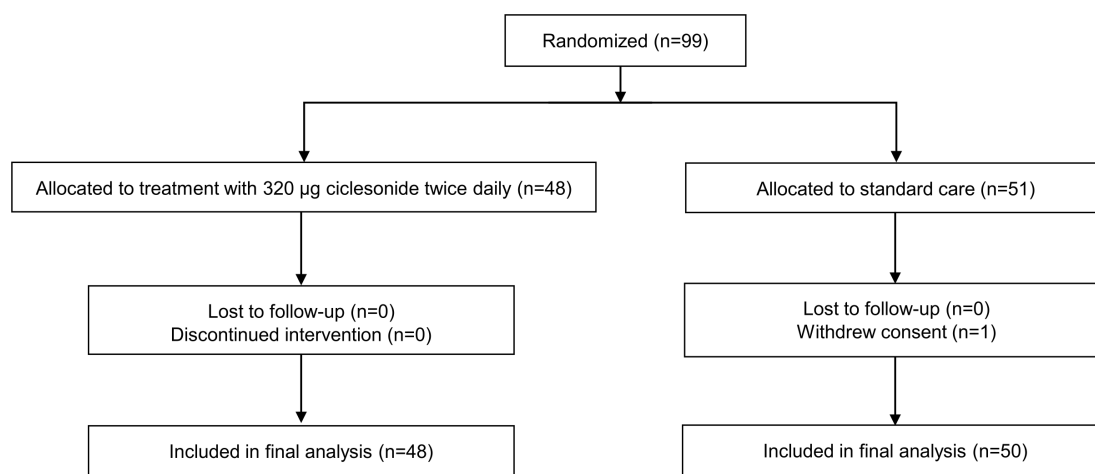 Randomized (n=99)
Allocated to treatment with 320 µg ciclesonide twice daily (n=48)
Allocated to standard care (n=51)
Lost to follow-up (n=0)
Discontinued intervention (n=0)
Lost to follow-up (n=0)
Withdrew consent (n=1)
Included in final analysis (n=48)
Included in final analysis (n=50)